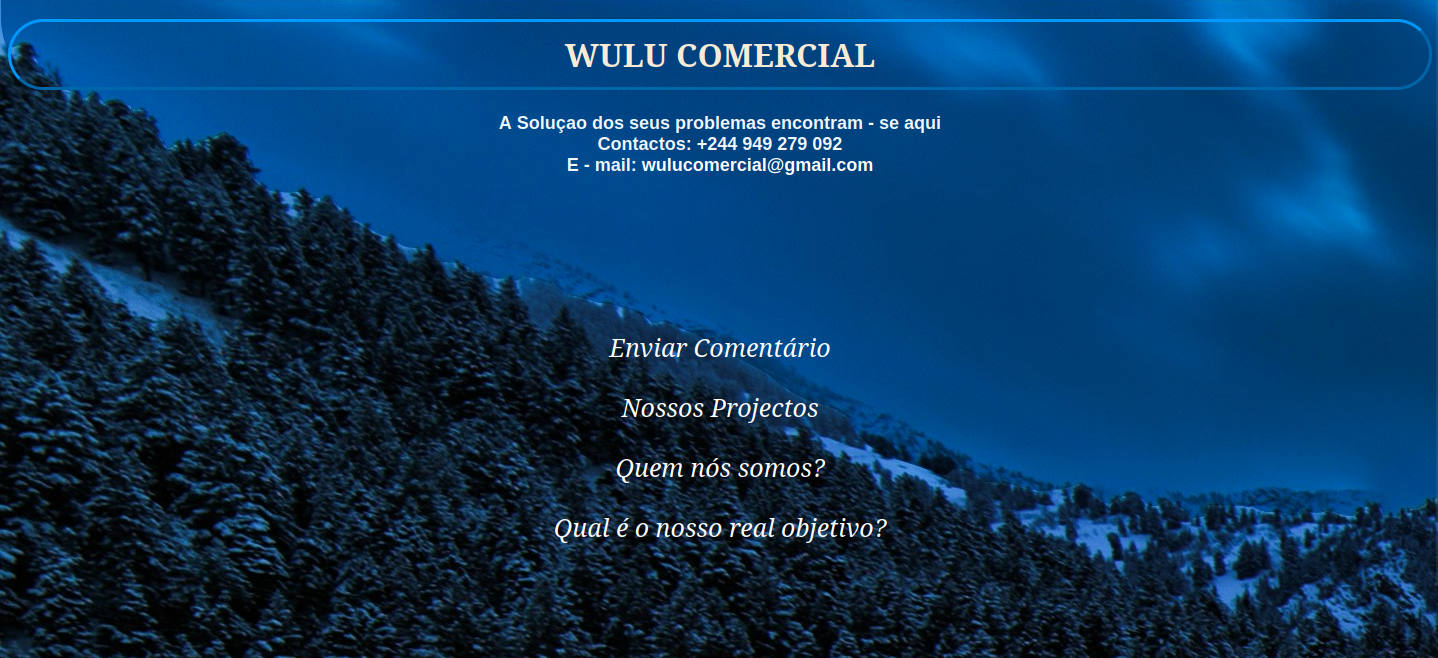 WULU COMERCIAL
A Soluçao dos seus problemas encontram - se aqui
Contactos: +244 949 279 092
E - mail: wulucomercial@gmail.com
Enviar Comentário
Nossos Projectos
Quem nós somos?
Qual é o nosso real objetivo?